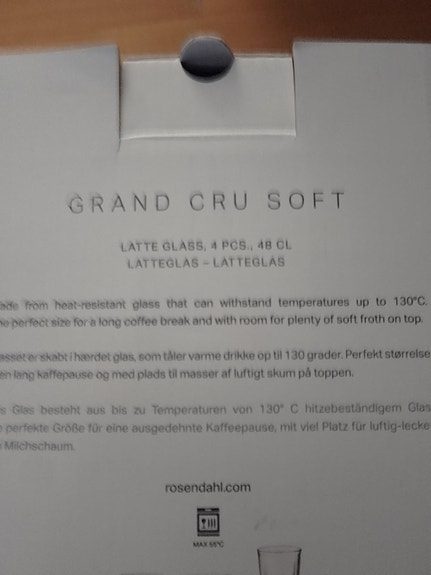 GRAND CRU SOFT
LATTE GLASS, 4 PCS., 48 CL
LATTEGLAS – LATTEGLAS
from heat-resistant glass that can withstand temperatures up to 130°C.
perfect size for a long coffee break and with room for plenty of soft froth on top.
er skabt i hærdet glas, som tåler varme drikke op til 130 grader. Perfekt størrelse
en lang kaffepause og med plads til masser af luftigt skum på toppen.
Glas besteht aus bis zu Temperaturen von 130° C hitzebeständigem Glas
perfekte Größe für eine ausgedehnte Kaffeepause, mit viel Platz für luftig-lecke
Milchschaum.
rosendahl.com
MAX 55°C